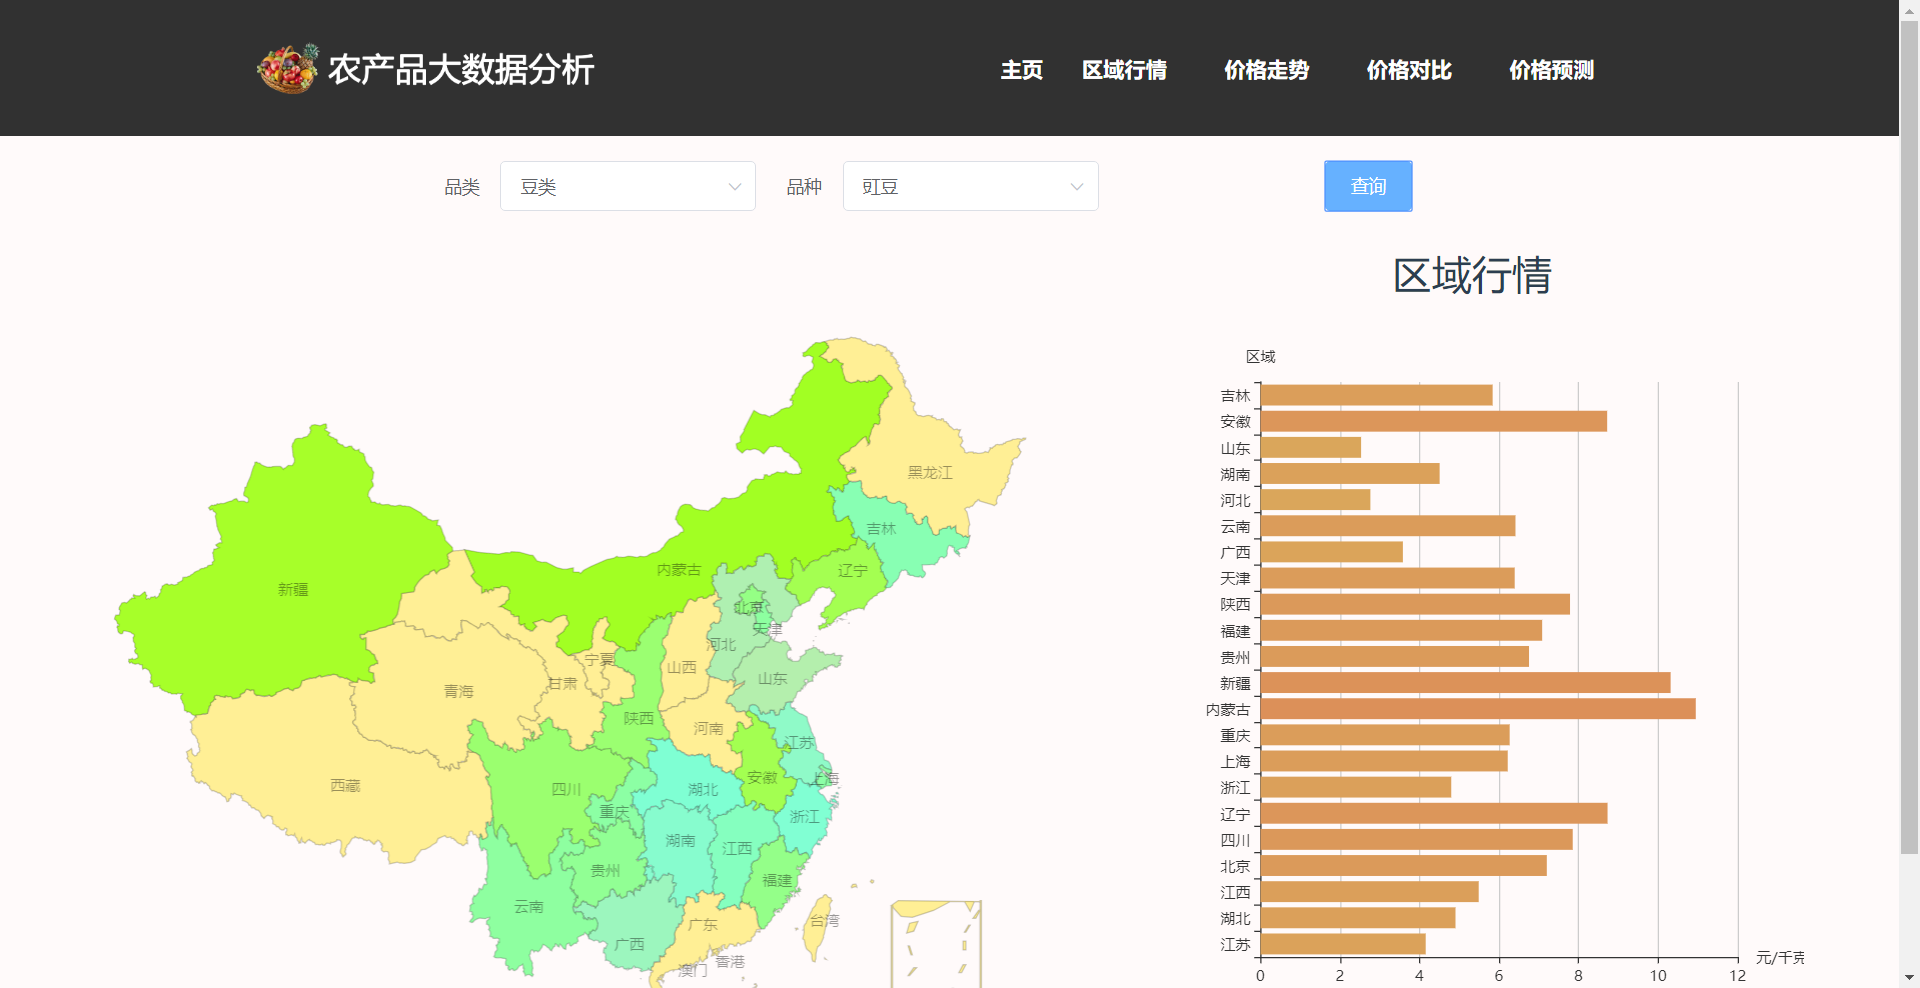 农产品大数据分析
主页
区域行情
价格走势
价格对比
价格预测
品类
豆类
品种
豇豆
查询
区域行情
黑龙江
吉林
内蒙古
辽宁
新疆
北京
天津
河北
宁夏
山西
甘肃
青海
山东
陕西
河南
江苏
安徽
上海
西藏
四川
湖北
重庆
浙江
湖南
江西
贵州
福建
云南
台湾
广东
广西
香港
澳门
区域
吉林
安徽
山东
湖南
河北
云南
广西
天津
陕西
福建
贵州
新疆
内蒙古
重庆
上海
浙江
辽宁
四川
北京
江西
湖北
江苏
元/千克
0 2 4 6 8 10 12